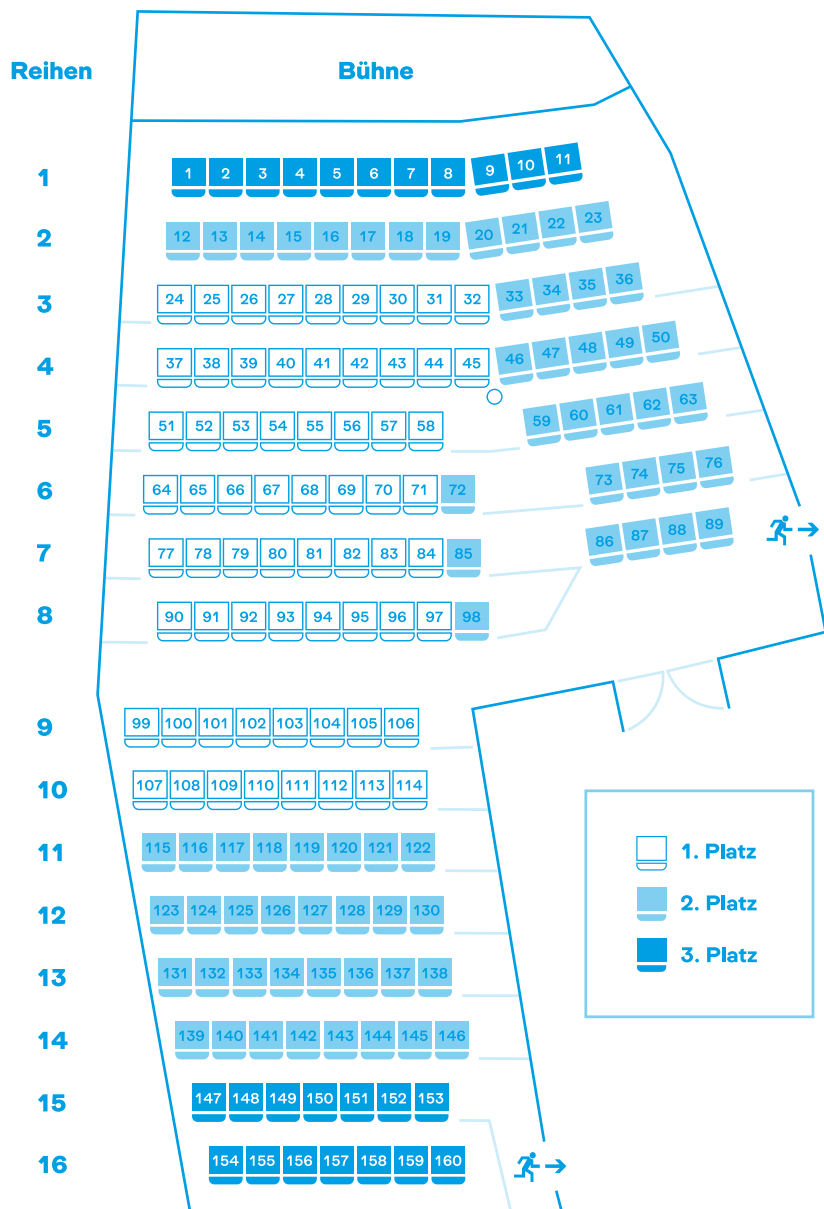 Reihen Bühne
1 1 2 3 4 5 6 7 8 9 10 11
2 12 13 14 15 16 17 18 19 20 21 22 23
3 24 25 26 27 28 29 30 31 32 33 34 35 36
4 37 38 39 40 41 42 43 44 45 46 47 48 49 50
5 51 52 53 54 55 56 57 58 59 60 61 62 63
6 64 65 66 67 68 69 70 71 72 73 74 75 76
7 77 78 79 80 81 82 83 84 85 86 87 88 89
8 90 91 92 93 94 95 96 97 98
9 99 100 101 102 103 104 105 106
10 107 108 109 110 111 112 113 114
11 115 116 117 118 119 120 121 122
12 123 124 125 126 127 128 129 130
13 131 132 133 134 135 136 137 138
14 139 140 141 142 143 144 145 146
15 147 148 149 150 151 152 153
16 154 155 156 157 158 159 160
1. Platz
2. Platz
3. Platz